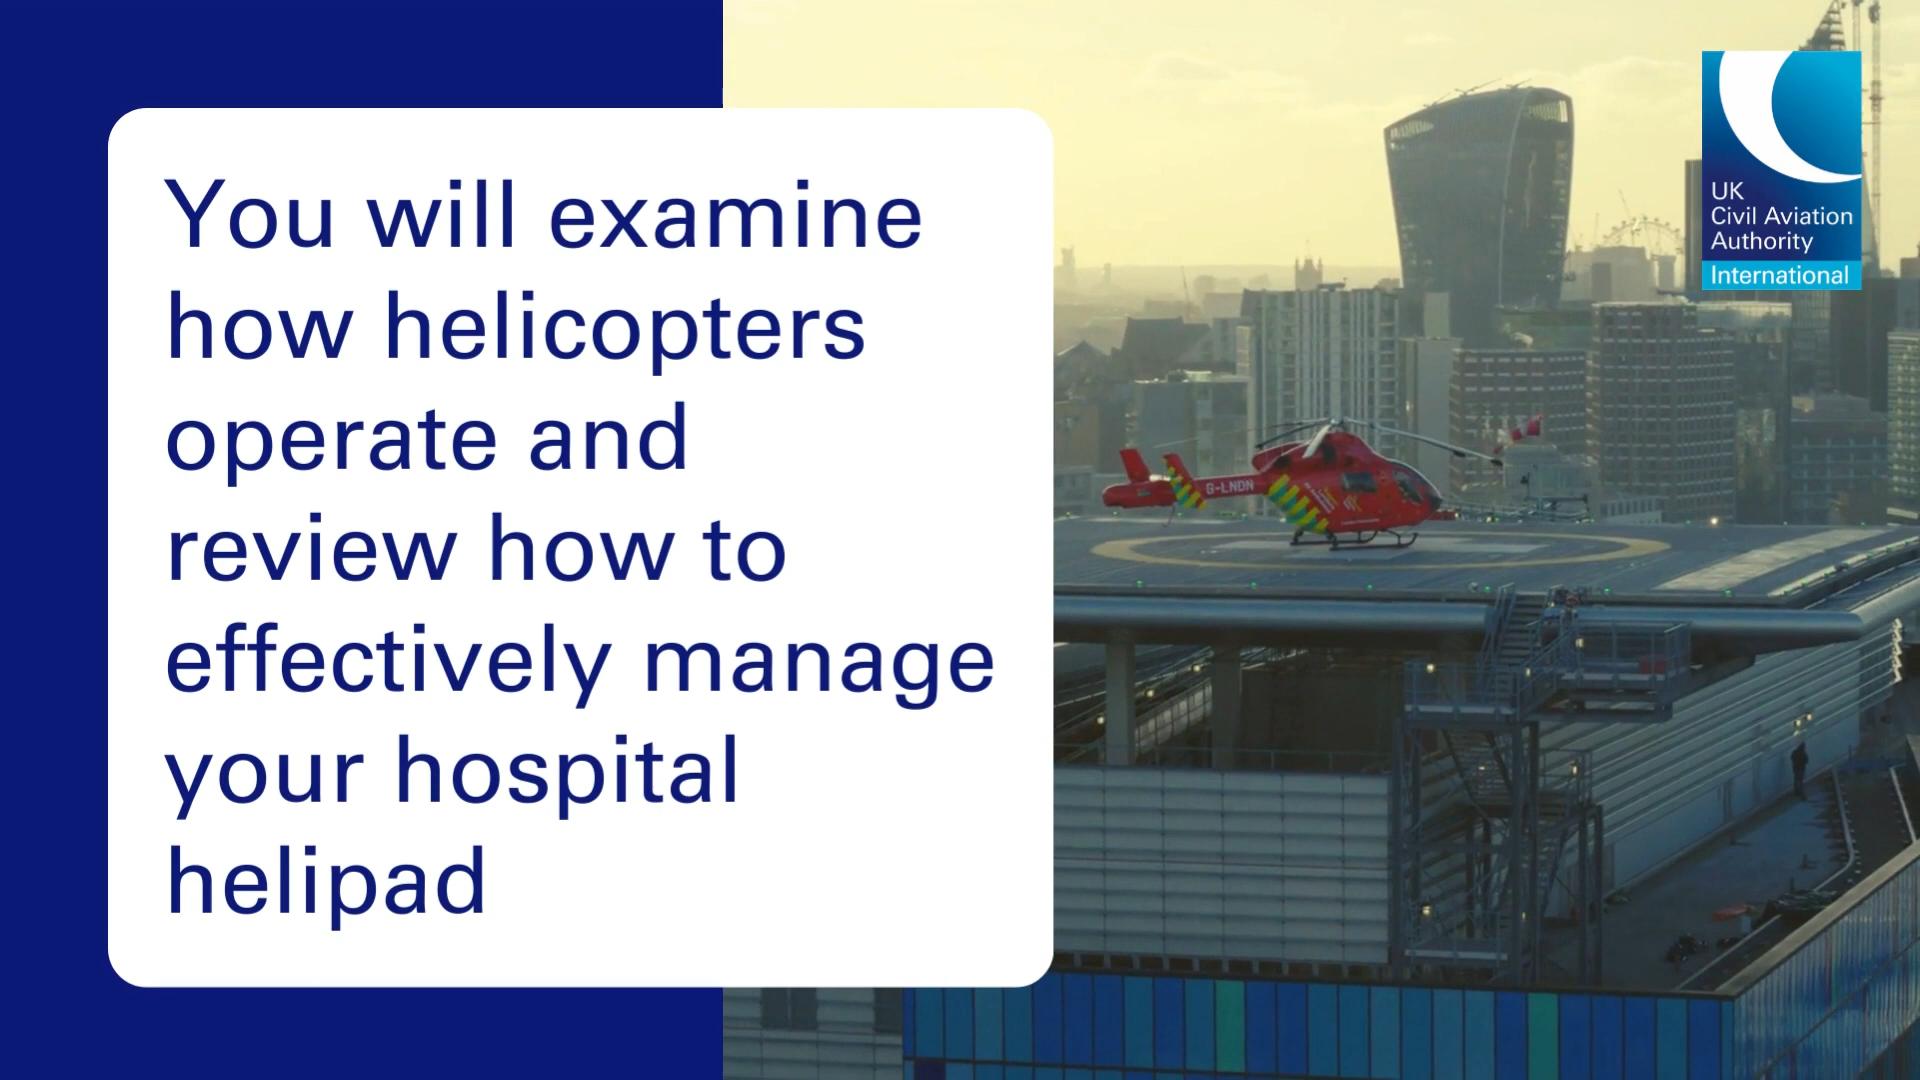 You will examine
how helicopters
operate and
review how to
effectively manage
your hospital
helipad
UK
Civil Aviation
Authority
International
G-LNDN